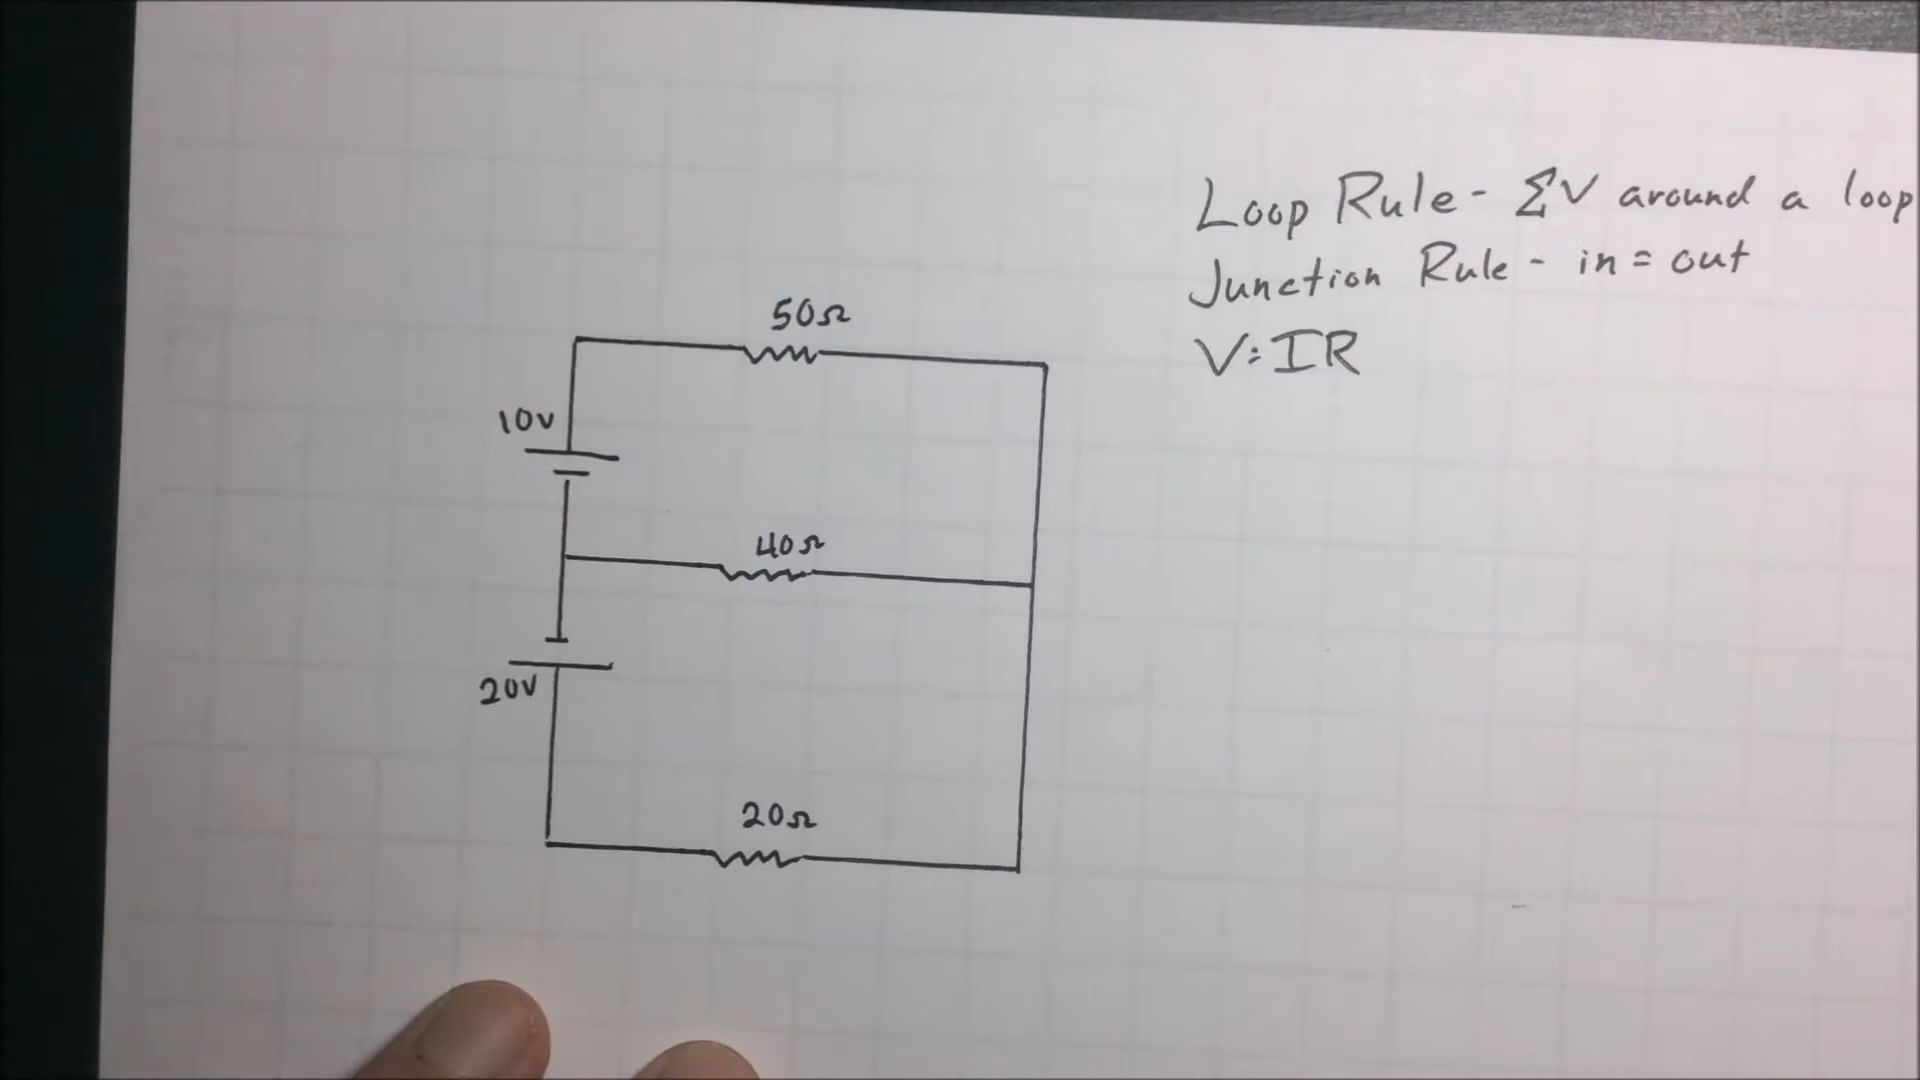 Loop Rule - ΣV around a loop
Junction Rule - in = out
V=IR
50Ω
10V
40Ω
20V
20Ω